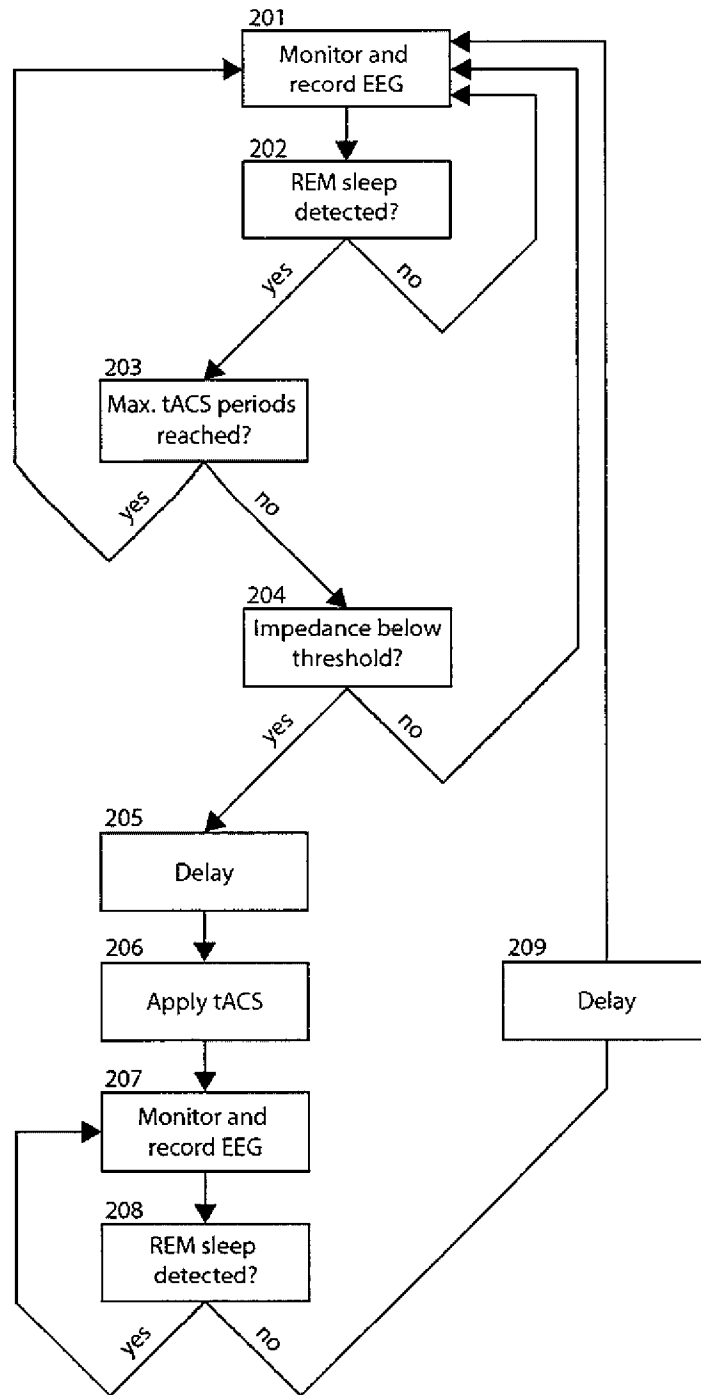 201
Monitor and
record EEG
202
REM sleep
detected?
yes
no
203
Max. tACS periods
reached?
yes
no
204
Impedance below
threshold?
yes
no
205
Delay
206
Apply tACS
209
Delay
207
Monitor and
record EEG
208
REM sleep
detected?
yes
no